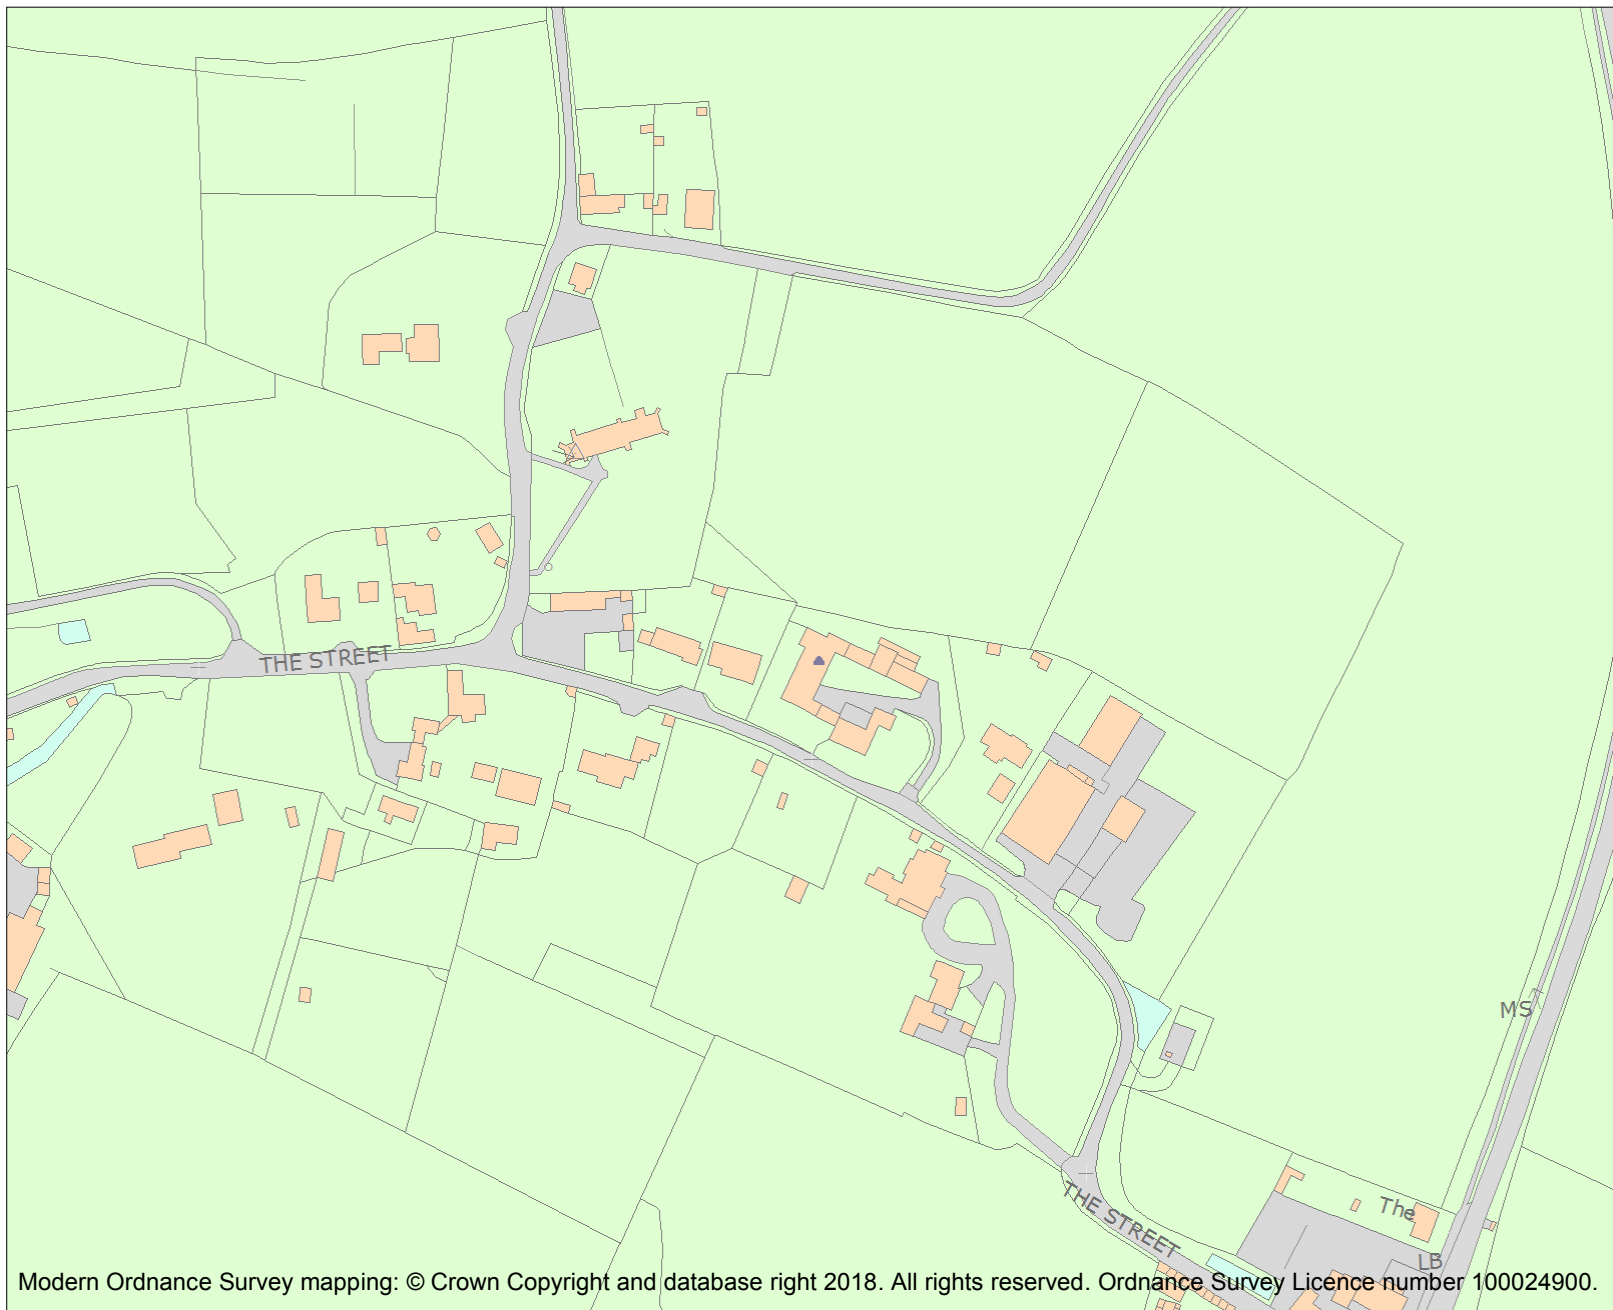 THE STREET
MS
THE STREET
The
LB
Modern Ordnance Survey mapping: © Crown Copyright and database right 2018. All rights reserved. Ordnance Survey Licence number 100024900.